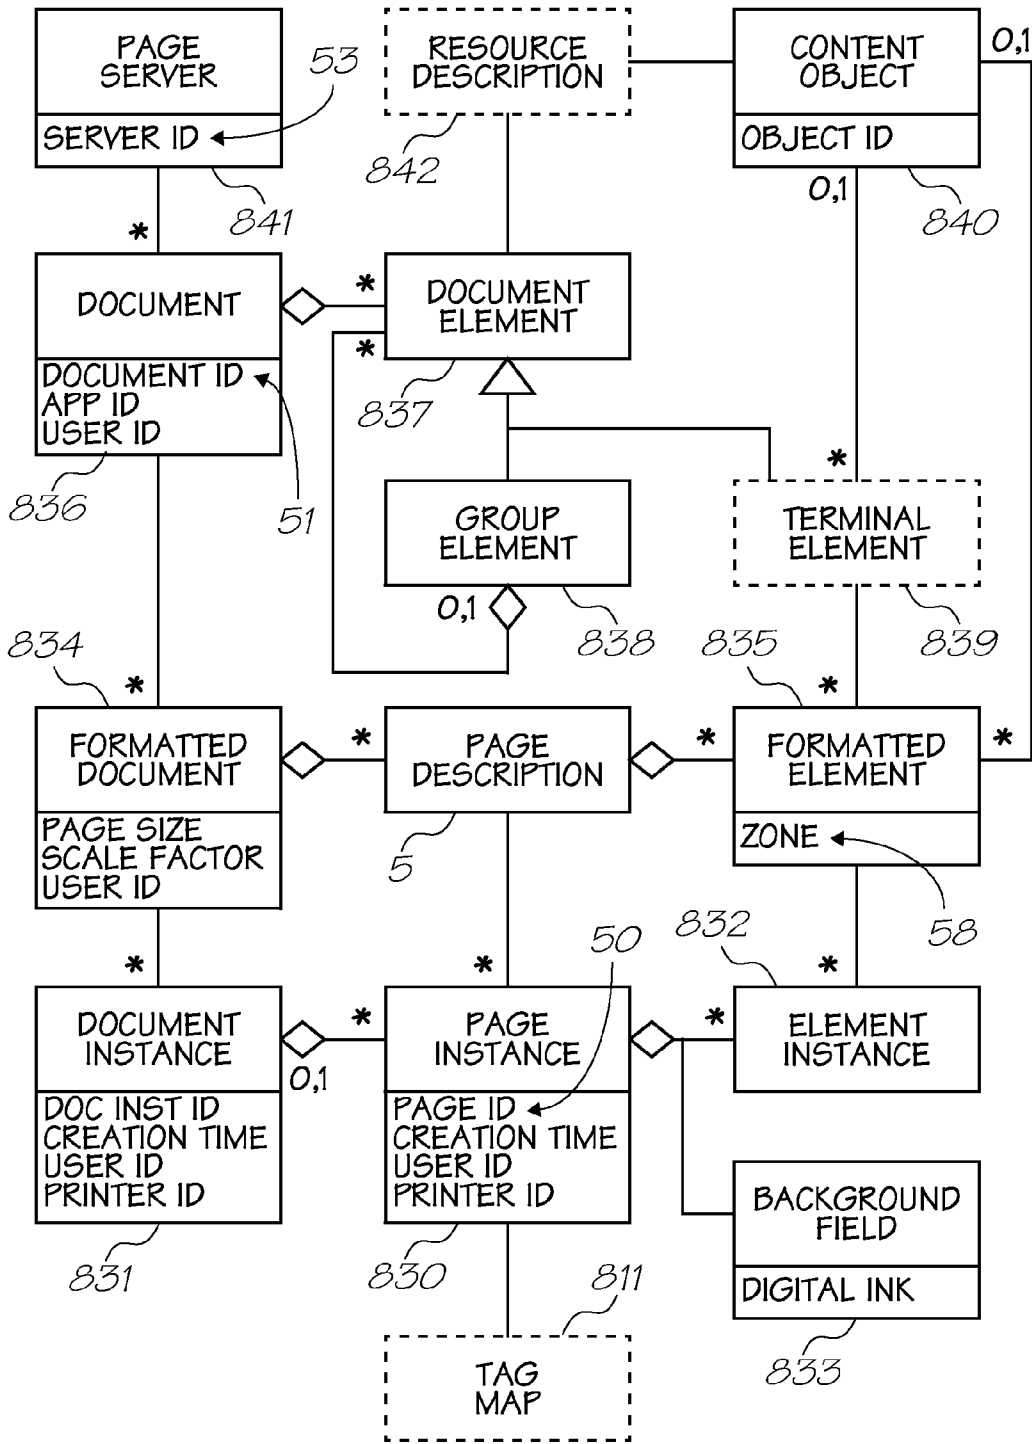 PAGE
SERVER
SERVER ID
53
841
*
RESOURCE
DESCRIPTION
842
CONTENT
OBJECT
OBJECT ID
0,1
0,1
840
DOCUMENT
DOCUMENT ID
APP ID
USER ID
836
51
*
*
DOCUMENT
ELEMENT
837
GROUP
ELEMENT
0,1
838
*
TERMINAL
ELEMENT
839
834
*
FORMATTED
DOCUMENT
PAGE SIZE
SCALE FACTOR
USER ID
*
PAGE
DESCRIPTION
5
835
*
*
*
FORMATTED
ELEMENT
ZONE
58
*
DOCUMENT
INSTANCE
0,1
DOC INST ID
CREATION TIME
USER ID
PRINTER ID
831
*
*
50
PAGE
INSTANCE
PAGE ID
CREATION TIME
USER ID
PRINTER ID
830
832
*
*
ELEMENT
INSTANCE
BACKGROUND
FIELD
DIGITAL INK
833
811
TAG
MAP